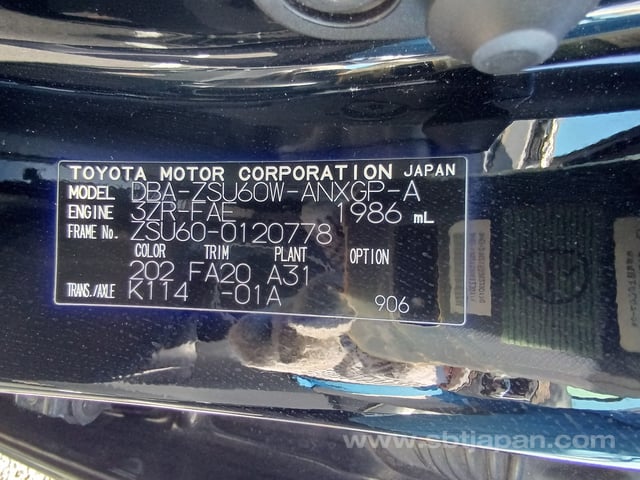 TOYOTA MOTOR CORPORATION JAPAN
MODEL DBA-ZSU60W-ANXGP-A
ENGINE 3ZR-FAE 1986 mL
FRAME No. ZSU60-0120778
COLOR TRIM PLANT OPTION
202 FA20 A31
TRANS./AXLE K114 -01A 906
www.sbtjapan.com